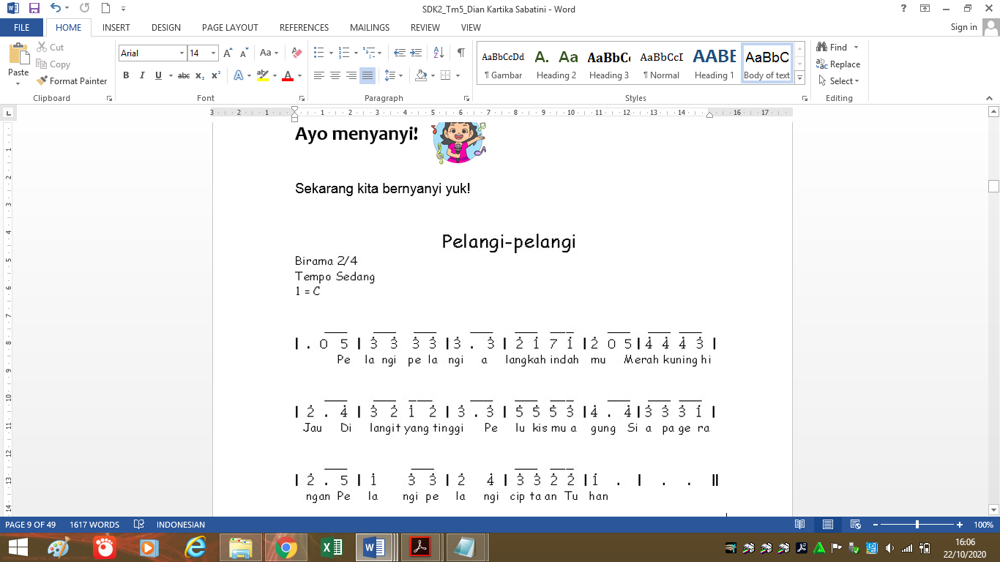 SDK2_Tm5_Dian Kartika Sabatini - Word
FILE HOME INSERT DESIGN PAGE LAYOUT REFERENCES MAILINGS REVIEW VIEW Sign in
Paste
Cut
Copy
Format Painter
Arial 14
B I U abc x₂ x²
AaBbCcDd ¶ Gambar
A. Aa Heading 2
AaBbCc Heading 3
AaBbCcI ¶ Normal
AABE Heading 1
AaBbC Body of text
Find
Replace
Select
Clipboard Font Paragraph Styles Editing
3 2 1 1 2 3 4 5 6 7 8 9 10 11 12 13 14 16 17
Ayo menyanyi!
Sekarang kita bernyanyi yuk!
Pelangi-pelangi
Birama 2/4
Tempo Sedang
1 = C
| . 0 5 | 3̇ 3̇ 3̇ 3̇ | 3̇ . 3̇ | 2̇ 1̇ 7 1̇ | 2̇ 0 5 | 4̇ 4̇ 4̇ 3̇ |
Pe la ngi pe la ngi a langkah indah mu Merah kuning hi
| 2̇ . 4̇ | 3̇ 2̇ 1̇ 2̇ | 3̇ . 3̇ | 5̇ 5̇ 5̇ 3̇ | 4̇ . 4̇ | 3̇ 3̇ 3̇ 1̇ |
Jau Di langit yang tinggi Pe lu kis mu a gung Si a pa ge ra
| 2̇ . 5 | 1̇ 3̇ 3̇ | 2̇ 4̇ | 3̇ 3̇ 2̇ 2̇ | 1̇ . | . . ||
ngan Pe la ngi pe la ngi cip ta an Tu han
PAGE 9 OF 49 1617 WORDS INDONESIAN 100%
16:06
22/10/2020